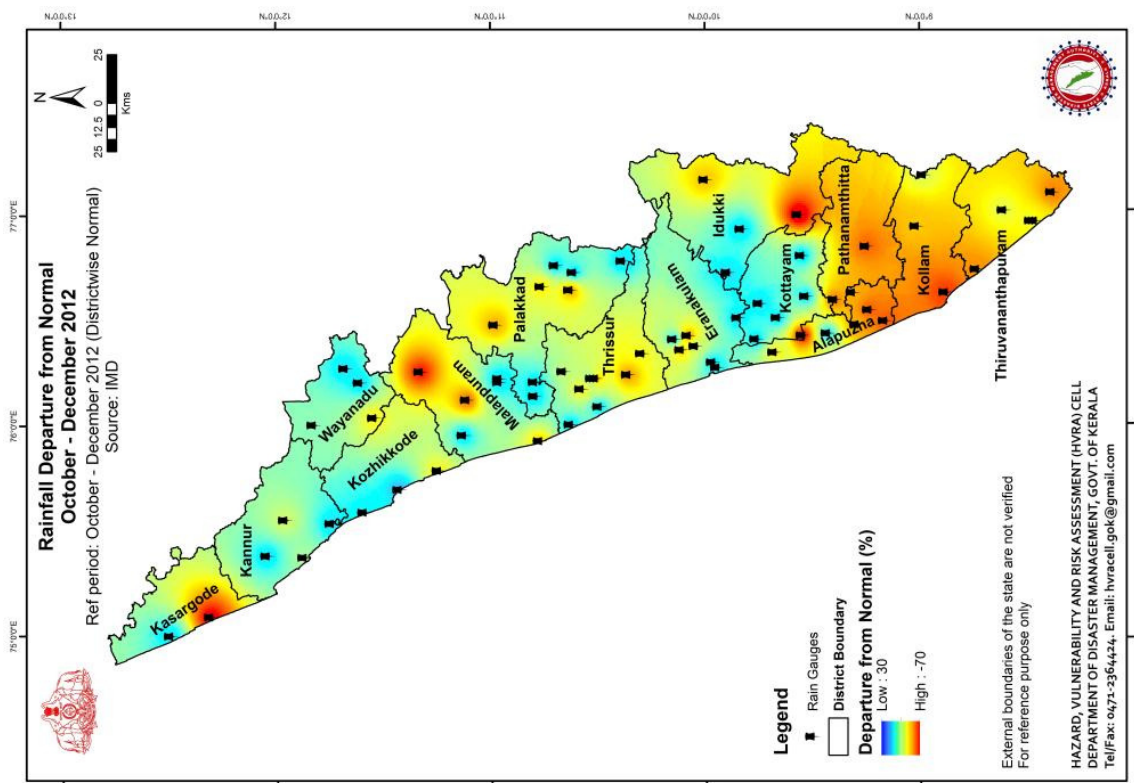 Rainfall Departure from Normal
October - December 2012
Ref period: October - December 2012 (Districtwise Normal)
Source: IMD
N
25 12.5 0 25
Kms
75°0'0"E
76°0'0"E
77°0'0"E
13°0'0"N
12°0'0"N
11°0'0"N
10°0'0"N
9°0'0"N
Kasargode
Kannur
Wayanadu
Kozhikkode
Malappuram
Palakkad
Thrissur
Eranakulam
Idukki
Kottayam
Alapuzha
Pathanamthitta
Kollam
Thiruvananthapuram
Legend
Rain Gauges
District Boundary
Departure from Normal (%)
Low : 30
High : -70
External boundaries of the state are not verified
For reference purpose only
HAZARD, VULNERABILITY AND RISK ASSESSMENT (HVRA) CELL
DEPARTMENT OF DISASTER MANAGEMENT, GOVT. OF KERALA
Tel/Fax: 0471-2364424. Email: hvracell.gok@gmail.com